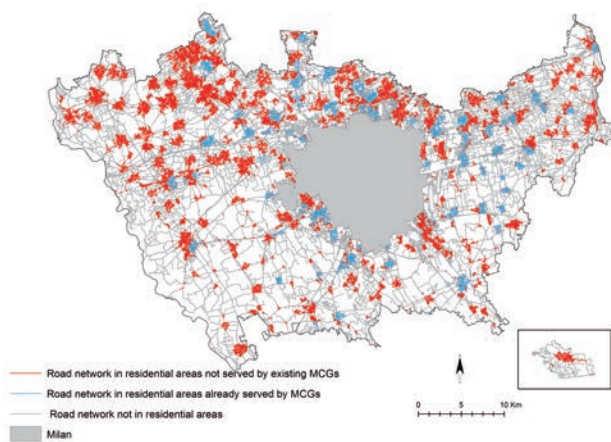 Road network in residential areas not served by existing MCGs
Road network in residential areas already served by MCGs
Road network not in residential areas
Milan
0 5 10 Km